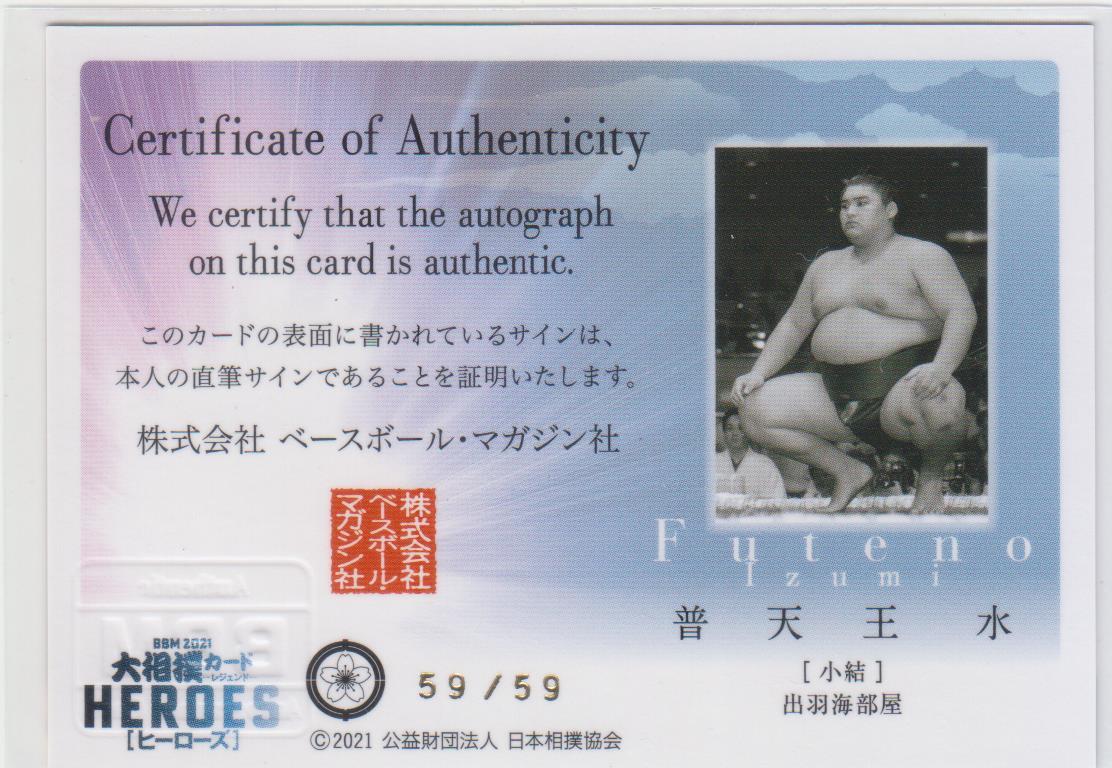 Certificate of Authenticity
We certify that the autograph
on this card is authentic.
このカードの表面に書かれているサインは、
本人の直筆サインであることを証明いたします。
株式会社 ベースボール・マガジン社
株式会社
ベースボール・
マガジン社
Futeno
Izumi
普天王 水
[小結]
出羽海部屋
Authentic
BBM
BBM 2021
大相撲カード
レジェンド
HEROES
[ヒーローズ]
59/59
©2021 公益財団法人 日本相撲協会